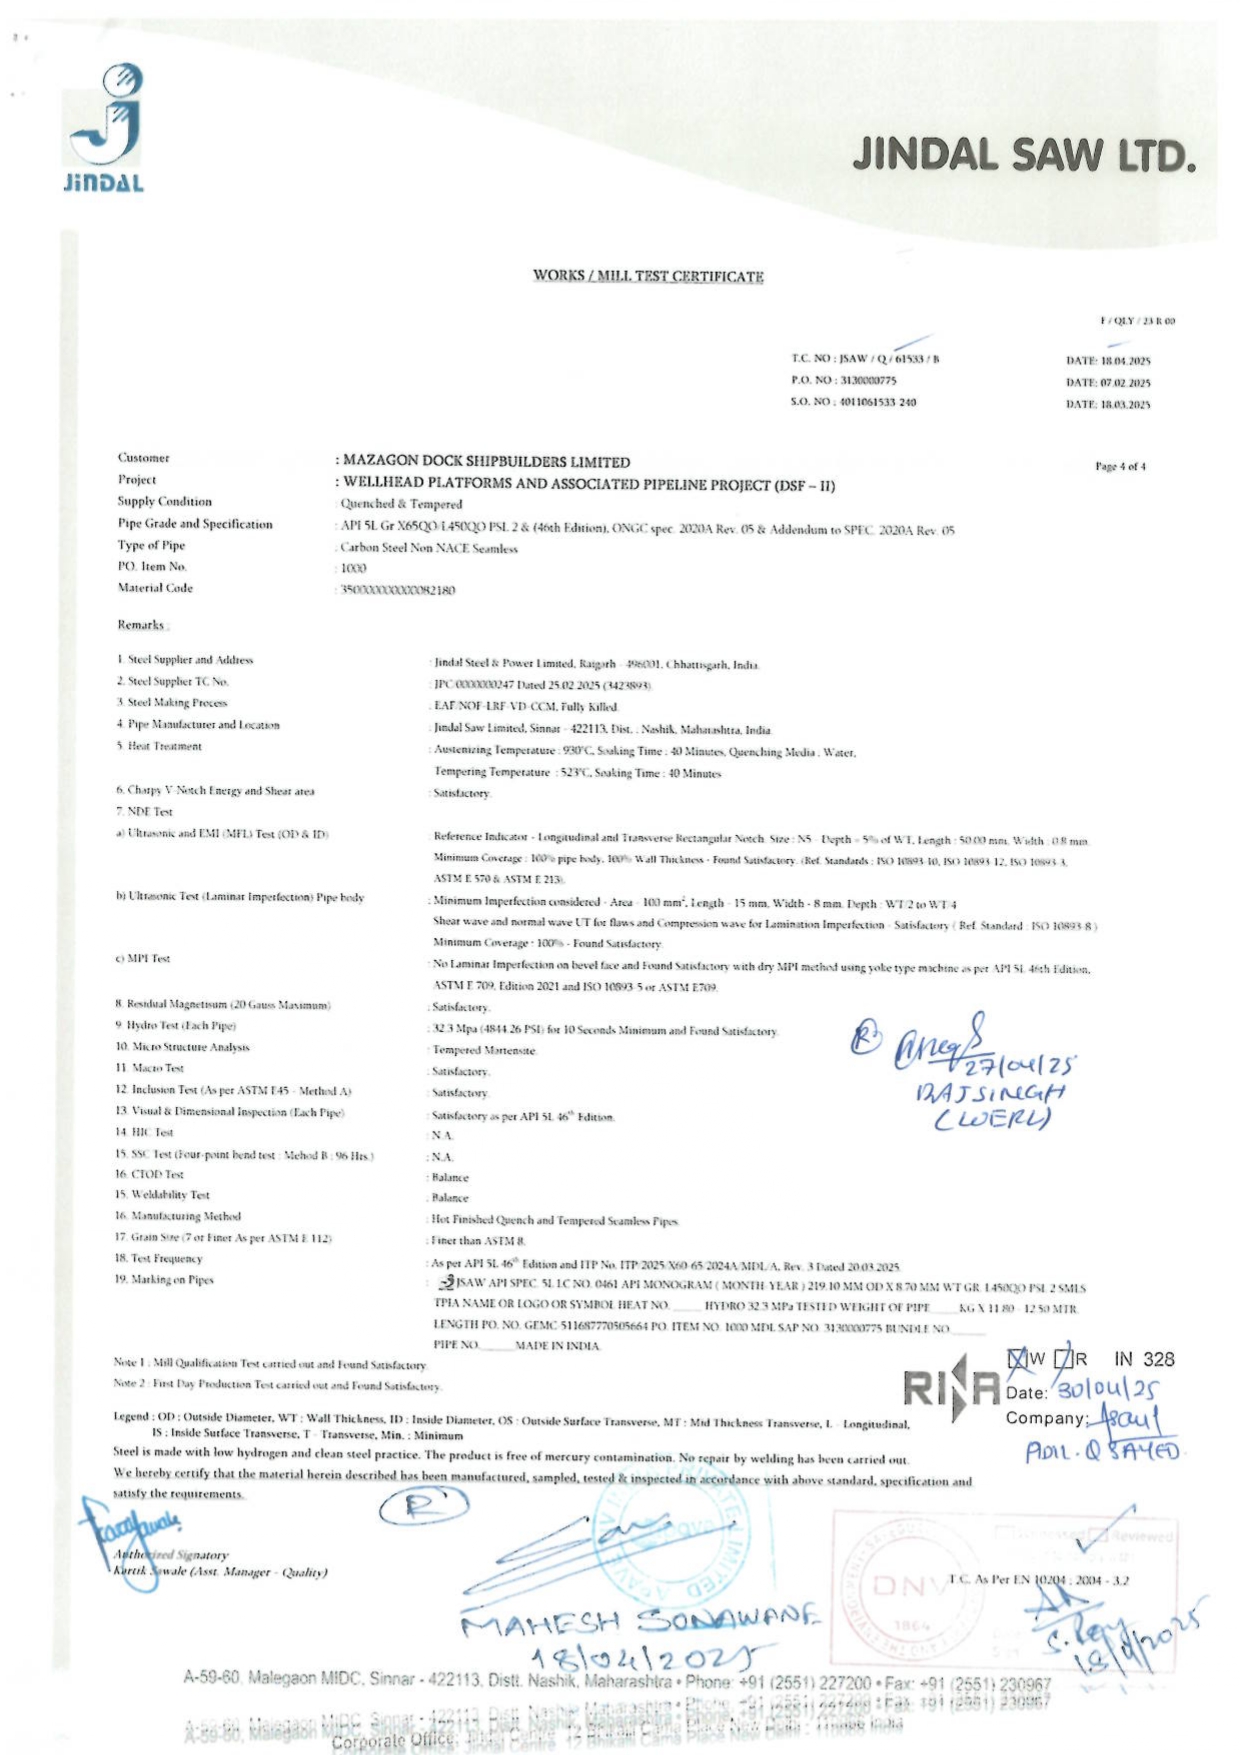 JiNDAL
JINDAL SAW LTD.
WORKS / MILL TEST CERTIFICATE
F / QLY / 23 R 00
T.C. NO : JSAW / Q / 61533 / B DATE: 18.04.2025
P.O. NO : 3130000775 DATE: 07.02.2025
S.O. NO : 4011061533 240 DATE: 18.03.2025
Customer : MAZAGON DOCK SHIPBUILDERS LIMITED
Page 4 of 4
Project : WELLHEAD PLATFORMS AND ASSOCIATED PIPELINE PROJECT (DSF – II)
Supply Condition : Quenched & Tempered
Pipe Grade and Specification : API 5L Gr X65QO/L450QO PSL 2 & (46th Edition), ONGC spec. 2020A Rev. 05 & Addendum to SPEC. 2020A Rev. 05
Type of Pipe : Carbon Steel Non NACE Seamless
PO. Item No. : 1000
Material Code
Remarks :
1. Steel Supplier and Address : Jindal Steel & Power Limited, Raigarh - 496001, Chhattisgarh, India.
2. Steel Supplier TC No. : JPC/0000000247 Dated 25.02.2025 (3423893)
3. Steel Making Process : EAF/NOF-LRF-VD-CCM, Fully Killed.
4. Pipe Manufacturer and Location : Jindal Saw Limited, Sinnar - 422113, Dist. : Nashik, Maharashtra, India
5. Heat Treatment : Austenizing Temperature : 930°C, Soaking Time : 40 Minutes, Quenching Media : Water,
Tempering Temperature : 523°C, Soaking Time : 40 Minutes
6. Charpy V-Notch Energy and Shear area : Satisfactory.
7. NDE Test
a) Ultrasonic and EMI (MFL) Test (OD & ID) : Reference Indicator - Longitudinal and Transverse Rectangular Notch. Size : N5 - Depth = 5% of WT, Length : 50.00 mm. Width : 0.8 mm.
Minimum Coverage : 100% pipe body, 100% Wall Thickness - Found Satisfactory. (Ref. Standards : ISO 10893-10, ISO 10893-12, ISO 10893-3,
ASTM E 570 & ASTM E 213).
b) Ultrasonic Test (Laminar Imperfection) Pipe body : Minimum Imperfection considered - Area - 100 mm², Length - 15 mm, Width - 8 mm. Depth : WT/2 to WT/4
Shear wave and normal wave UT for flaws and Compression wave for Lamination Imperfection - Satisfactory ( Ref. Standard : ISO 10893-8 )
Minimum Coverage : 100% - Found Satisfactory.
c) MPI Test : No Laminar Imperfection on bevel face and Found Satisfactory with dry MPI method using yoke type machine as per API 5L 46th Edition,
ASTM E 709, Edition 2021 and ISO 10893-5 or ASTM E709.
8. Residual Magnetisum (20 Gauss Maximum) : Satisfactory.
9. Hydro Test (Each Pipe) : 32.3 Mpa (4844.26 PSI) for 10 Seconds Minimum and Found Satisfactory.
10. Micro Structure Analysis : Tempered Martensite.
11. Macro Test : Satisfactory.
12. Inclusion Test (As per ASTM E45 - Method A) : Satisfactory.
13. Visual & Dimensional Inspection (Each Pipe) : Satisfactory as per API 5L 46th Edition.
14. HIC Test : N.A.
15. SSC Test (Four-point bend test : Mehod B : 96 Hrs.) : N.A.
16. CTOD Test : Balance
15. Weldability Test : Balance
16. Manufacturing Method : Hot Finished Quench and Tempered Seamless Pipes.
17. Grain Size (7 or Finer As per ASTM E 112) : Finer than ASTM 8.
18. Test Frequency : As per API 5L 46th Edition and ITP No. ITP/2025/X60-65/2024A/MDL/A, Rev. 3 Dated 20.03.2025
19. Marking on Pipes : JSAW API SPEC. 5L LC NO. 0461 API MONOGRAM ( MONTH-YEAR ) 219.10 MM OD X 8.70 MM WT GR. L450QO PSL 2 SMLS
TPIA NAME OR LOGO OR SYMBOL HEAT NO. _____ HYDRO 32.3 MPa TESTED WEIGHT OF PIPE _____ KG X 11.80 - 12.50 MTR.
LENGTH PO. NO. GEMC-511687770505664 PO. ITEM NO. 1000 MDL SAP NO. 3130000775 BUNDLE NO. _____
PIPE NO. _____ MADE IN INDIA.
R
27/04/25
RAJSINGH
(WERL)
Note 1 : Mill Qualification Test carried out and Found Satisfactory.
Note 2 : First Day Production Test carried out and Found Satisfactory.
RINA W R IN 328
Date: 30/04/25
Company:
ADIL. Q SAYED
Legend : OD : Outside Diameter, WT : Wall Thickness, ID : Inside Diameter, OS : Outside Surface Transverse, MT : Mid Thickness Transverse, L - Longitudinal,
IS : Inside Surface Transverse, T - Transverse, Min. : Minimum
Steel is made with low hydrogen and clean steel practice. The product is free of mercury contamination. No repair by welding has been carried out.
We hereby certify that the material herein described has been manufactured, sampled, tested & inspected in accordance with above standard, specification and
satisfy the requirements.
R
Authorized Signatory
Kartik Sawale (Asst. Manager - Quality)
Reviewed
DNV
1864
T.C. As Per EN 10204 : 2004 - 3.2
MAHESH SONAWANE
18/04/2025
S. Roy
18/4/2025
A-59-60, Malegaon MIDC, Sinnar - 422113, Distt. Nashik, Maharashtra • Phone: +91 (2551) 227200 • Fax: +91 (2551) 230967
Corporate Office: Jindal Centre 12 Bhikaiji Cama Place New Delhi